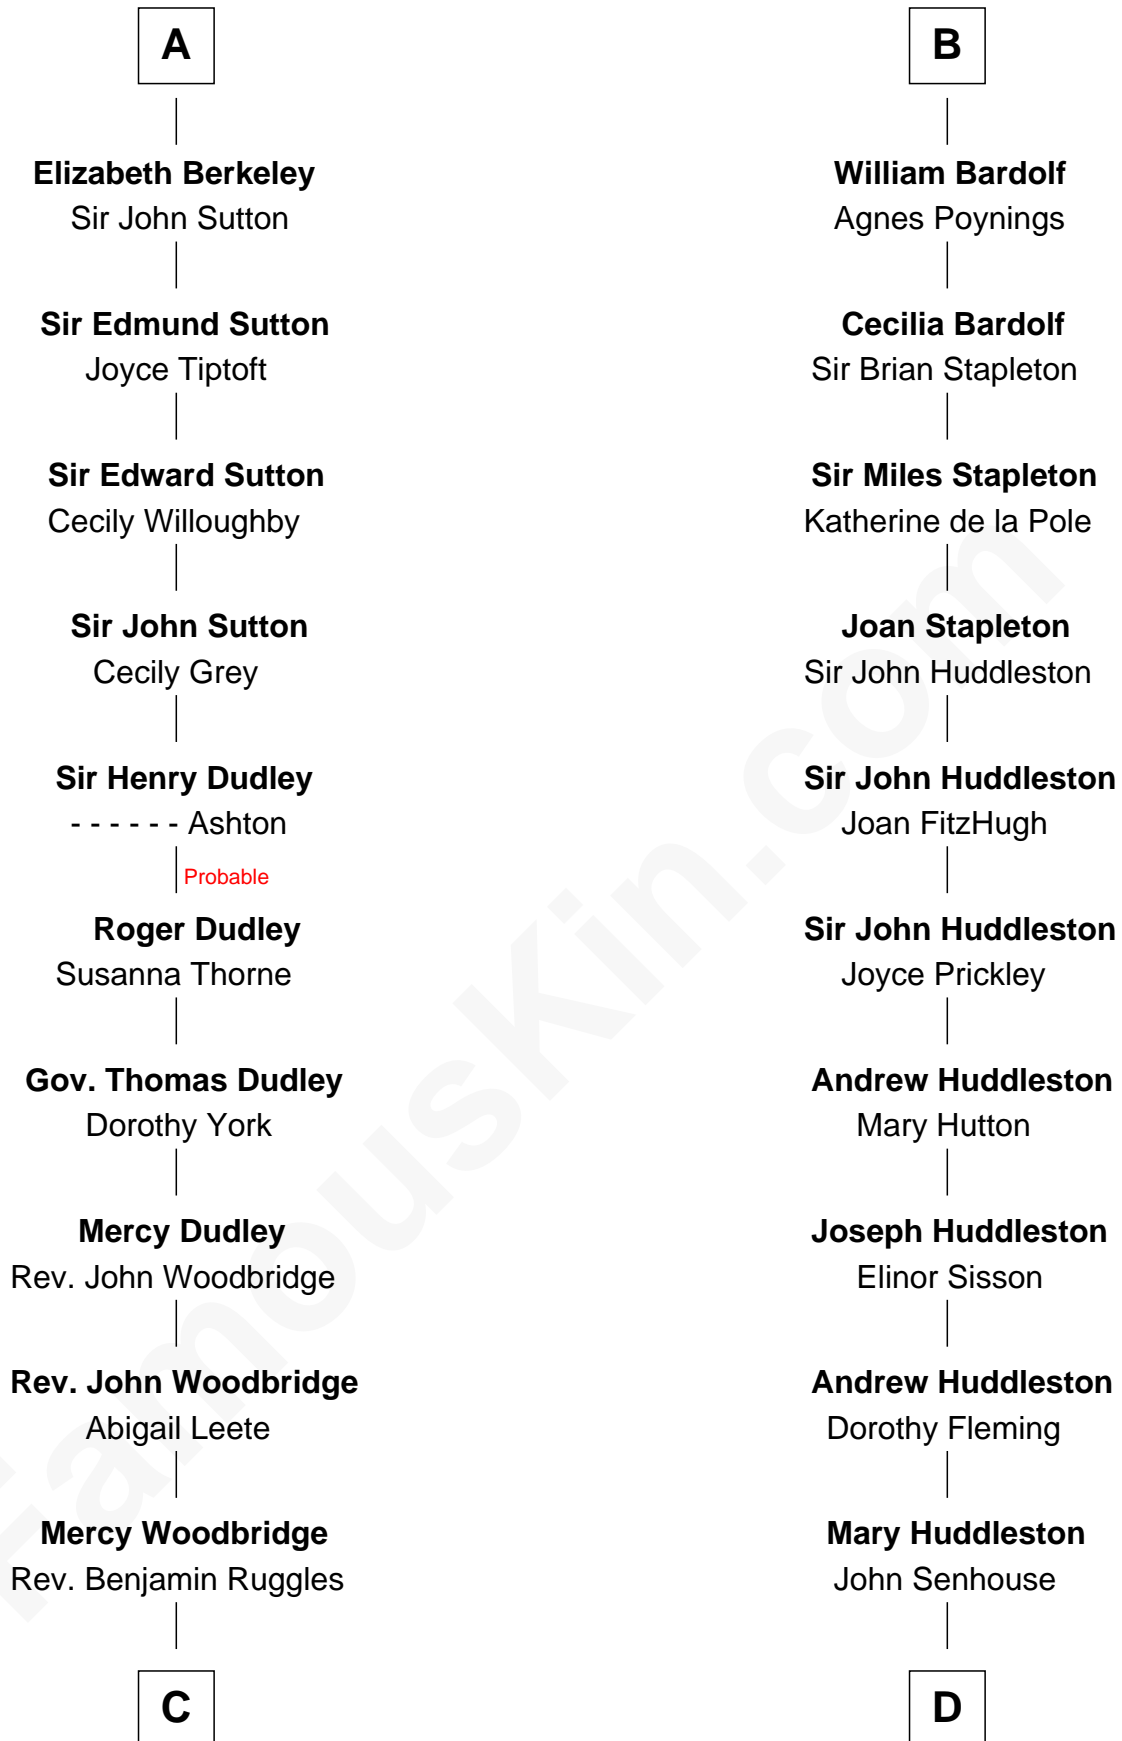 A
Elizabeth Berkeley
Sir John Sutton
Sir Edmund Sutton
Joyce Tiptoft
Sir Edward Sutton
Cecily Willoughby
Sir John Sutton
Cecily Grey
Sir Henry Dudley
- - - - - - Ashton
Probable
Roger Dudley
Susanna Thorne
Gov. Thomas Dudley
Dorothy York
Mercy Dudley
Rev. John Woodbridge
Rev. John Woodbridge
Abigail Leete
Mercy Woodbridge
Rev. Benjamin Ruggles
C
B
William Bardolf
Agnes Poynings
Cecilia Bardolf
Sir Brian Stapleton
Sir Miles Stapleton
Katherine de la Pole
Joan Stapleton
Sir John Huddleston
Sir John Huddleston
Joan FitzHugh
Sir John Huddleston
Joyce Prickley
Andrew Huddleston
Mary Hutton
Joseph Huddleston
Elinor Sisson
Andrew Huddleston
Dorothy Fleming
Mary Huddleston
John Senhouse
D
FamousKin.com